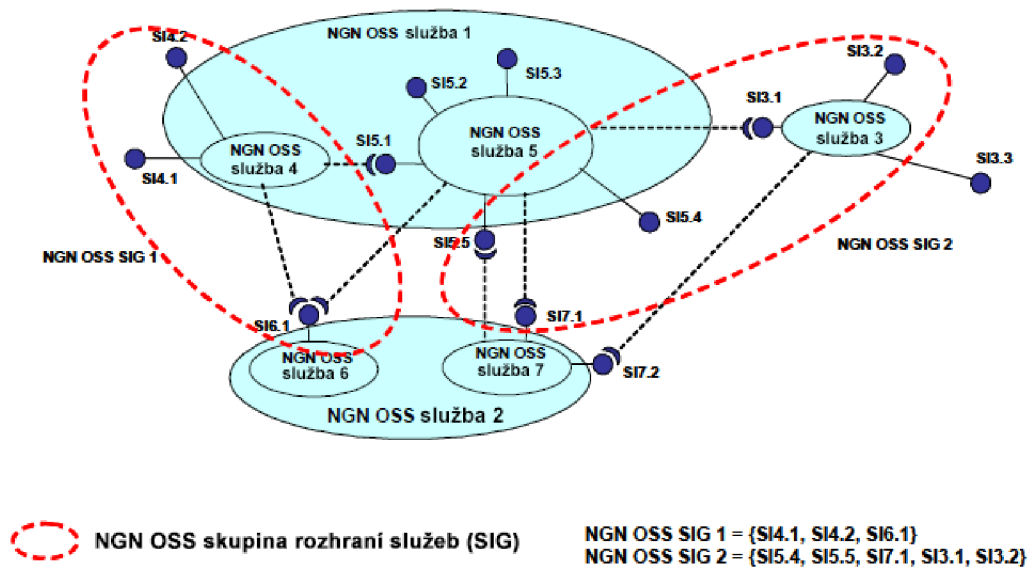 SI4.2
NGN OSS služba 1
SI5.3
SI5.2
SI3.2
SI3.1
NGN OSS
služba 3
NGN OSS
služba 5
SI5.1
NGN OSS
služba 4
SI4.1
SI3.3
SI5.4
SI5.5
NGN OSS SIG 1
NGN OSS SIG 2
SI6.1
SI7.1
NGN OSS
služba 6
NGN OSS
služba 7
SI7.2
NGN OSS služba 2
NGN OSS skupina rozhraní služeb (SIG)
NGN OSS SIG 1 = {SI4.1, SI4.2, SI6.1}
NGN OSS SIG 2 = {SI5.4, SI5.5, SI7.1, SI3.1, SI3.2}